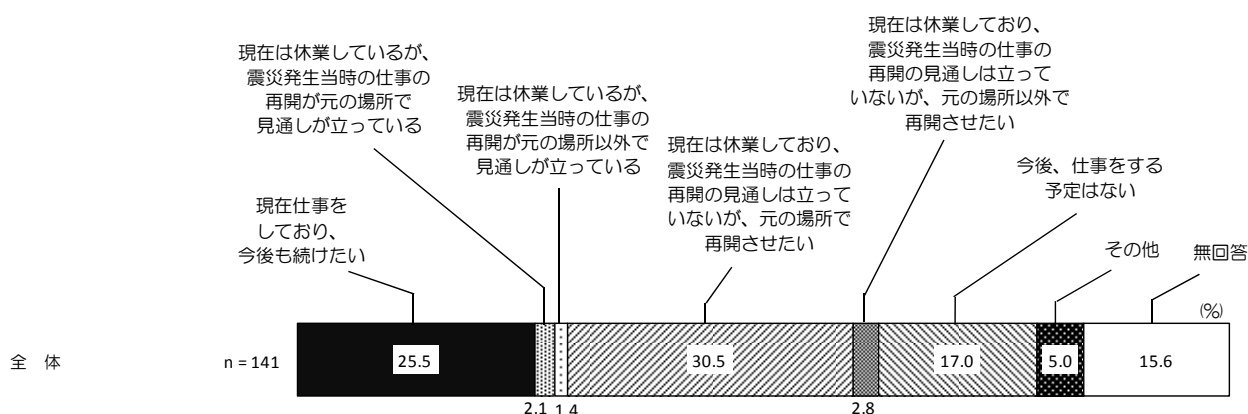 現在は休業しているが、
震災発生当時の仕事の
再開が元の場所で
見通しが立っている
現在は休業しているが、
震災発生当時の仕事の
再開が元の場所以外で
見通しが立っている
現在は休業しており、
震災発生当時の仕事の
再開の見通しは立って
いないが、元の場所以外で
再開させたい
現在は休業しており、
震災発生当時の仕事の
再開の見通しは立って
いないが、元の場所で
再開させたい
今後、仕事をする
予定はない
現在仕事を
しており、
今後も続けたい
その他
無回答
(%)
全 体
n = 141
25.5
30.5
17.0
5.0
15.6
2.1
1.4
2.8